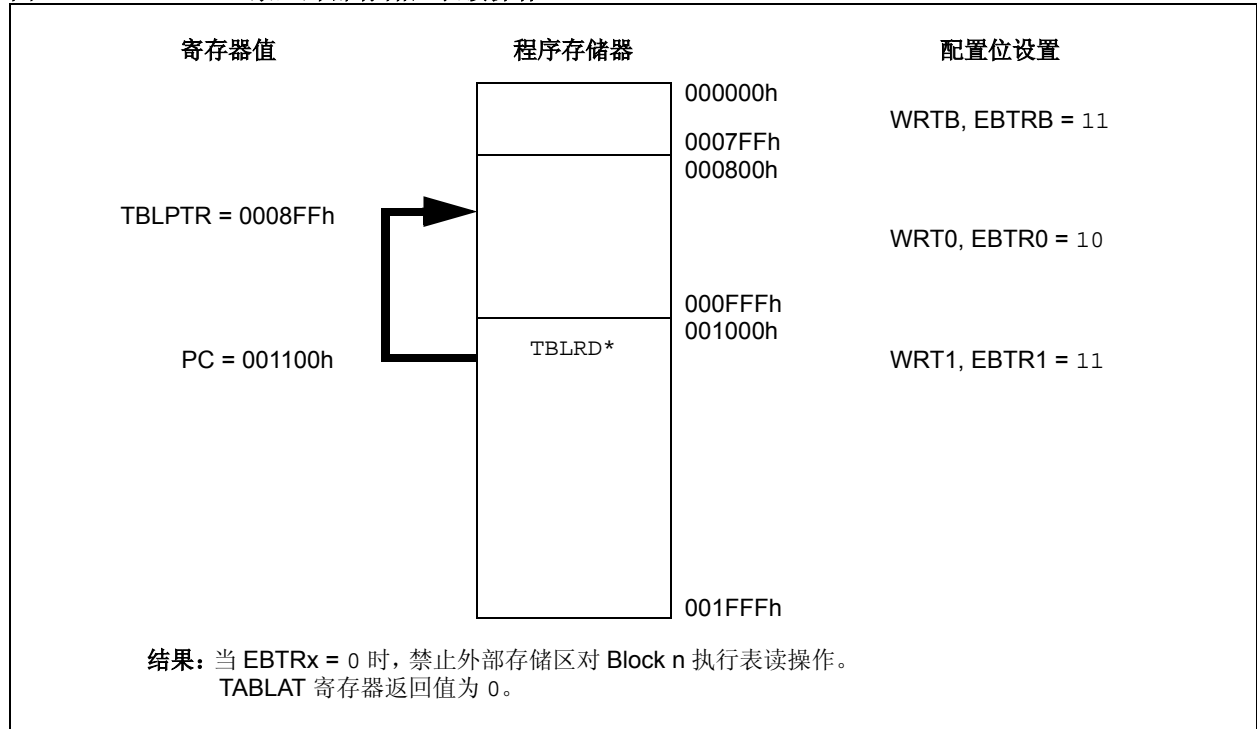 寄存器值 程序存储器 配置位设置
000000h
WRTB, EBTRB = 11
0007FFh
000800h
TBLPTR = 0008FFh
WRT0, EBTR0 = 10
000FFFh
001000h
TBLRD*
PC = 001100h
WRT1, EBTR1 = 11
001FFFh
结果: 当 EBTRx = 0 时, 禁止外部存储区对 Block n 执行表读操作。
TABLAT 寄存器返回值为 0。